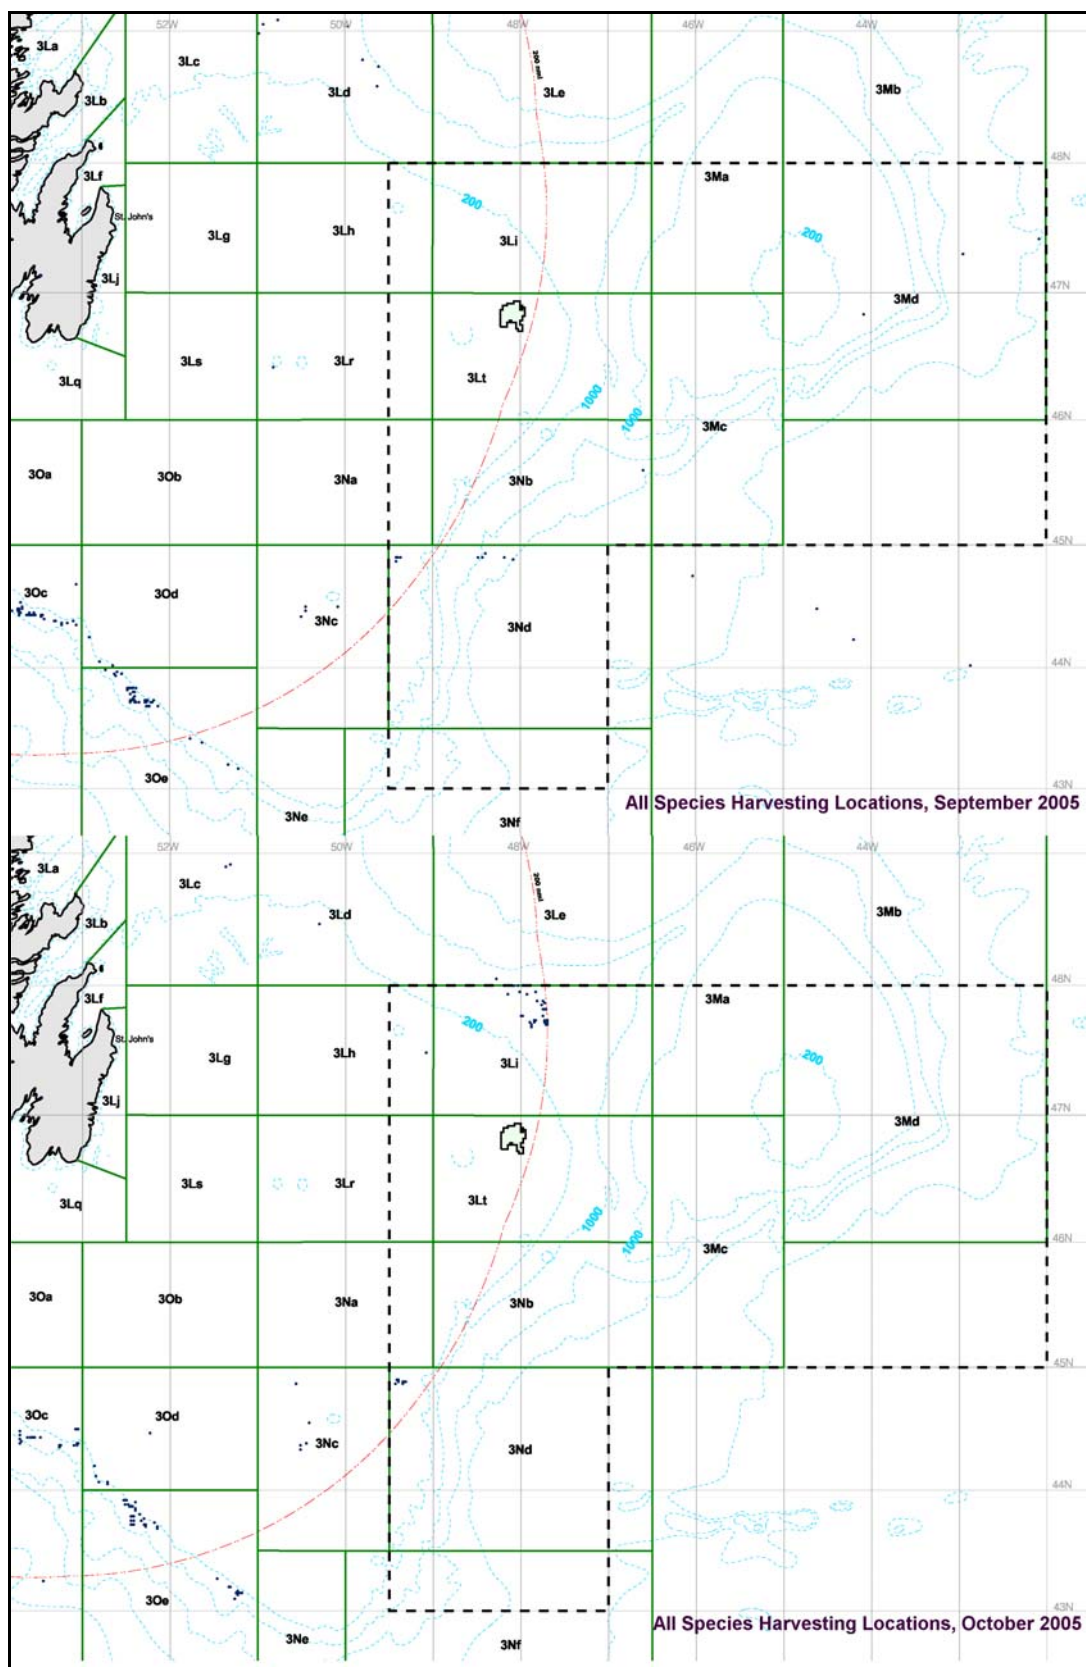 52W 50W 48W 46W 44W
3La
3Lc
200 nmi
3Ld
3Le
3Mb
3Lb
48N
3Lf
3Ma
200
St. John's
3Lg
3Lh
3Li
200
3Lj
47N
3Md
3Ls
3Lr
3Lq
3Lt
1000
1000
46N
3Mc
3Oa
3Ob
3Na
3Nb
45N
3Oc
3Od
3Nc
3Nd
44N
3Oe
43N
All Species Harvesting Locations, September 2005
3Ne
3Nf
52W 50W 48W 46W 44W
3La
3Lc
200 nmi
3Ld
3Le
3Mb
3Lb
48N
3Lf
3Ma
200
St. John's
3Lg
3Lh
3Li
200
3Lj
47N
3Md
3Ls
3Lr
3Lq
3Lt
1000
1000
46N
3Mc
3Oa
3Ob
3Na
3Nb
45N
3Oc
3Od
3Nc
3Nd
44N
3Oe
43N
All Species Harvesting Locations, October 2005
3Ne
3Nf